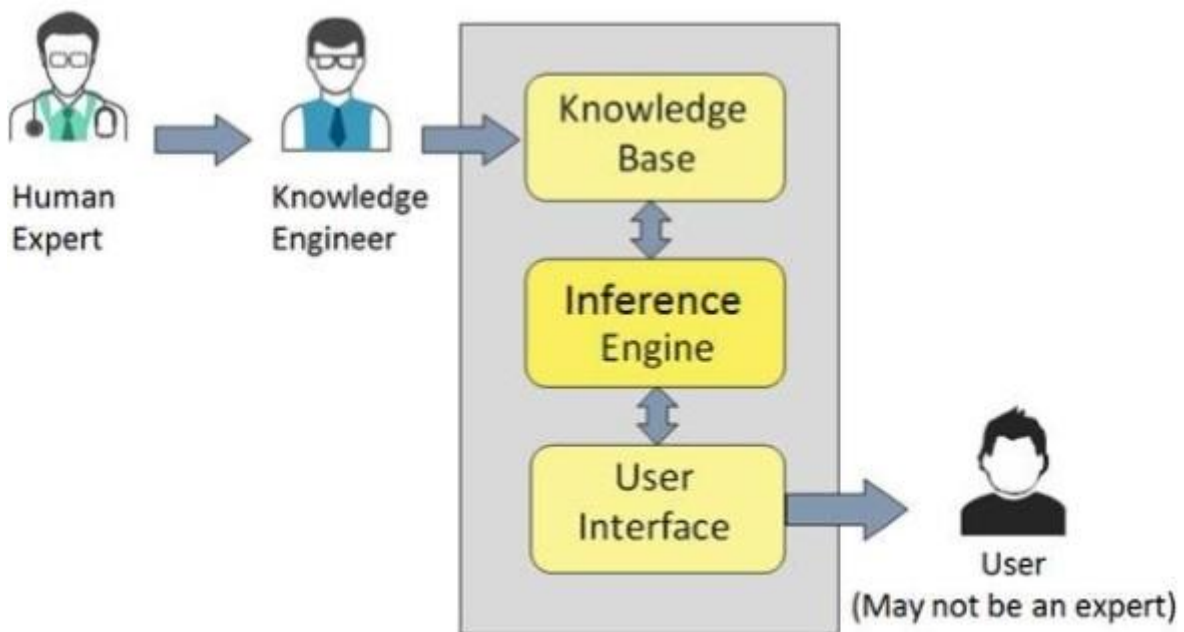 Human
Expert
Knowledge
Engineer
Knowledge
Base
Inference
Engine
User
Interface
User
(May not be an expert)